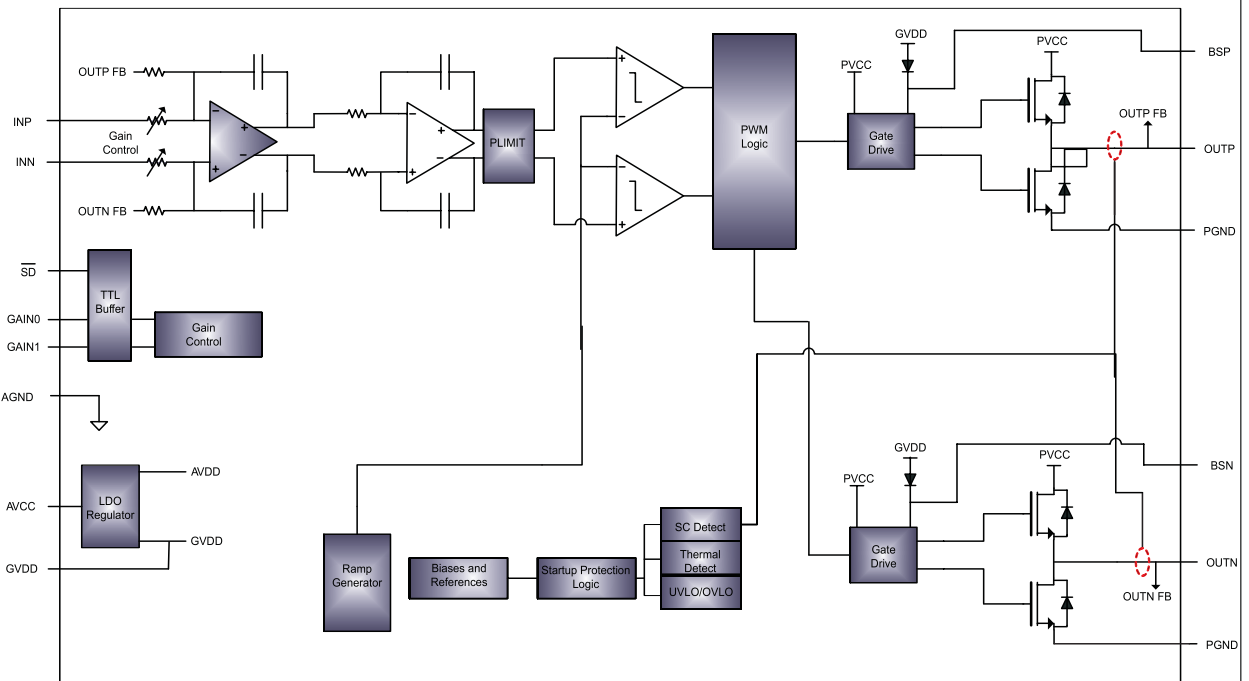 GVDD
PVCC
BSP
PVCC
OUTP FB
OUTP FB
INP
Gain
Control
INN
OUTN FB
PLIMIT
PWM
Logic
Gate
Drive
OUTP
PGND
SD
TTL
Buffer
GAIN0
GAIN1
Gain
Control
AGND
AVDD
LDO
Regulator
AVCC
GVDD
GVDD
GVDD
PVCC
PVCC
BSN
Gate
Drive
OUTN
OUTN FB
PGND
Ramp
Generator
Biases and
References
Startup Protection
Logic
SC Detect
Thermal
Detect
UVLO/OVLO
+
−
−
+
−
+
+
−
+
−
−
+